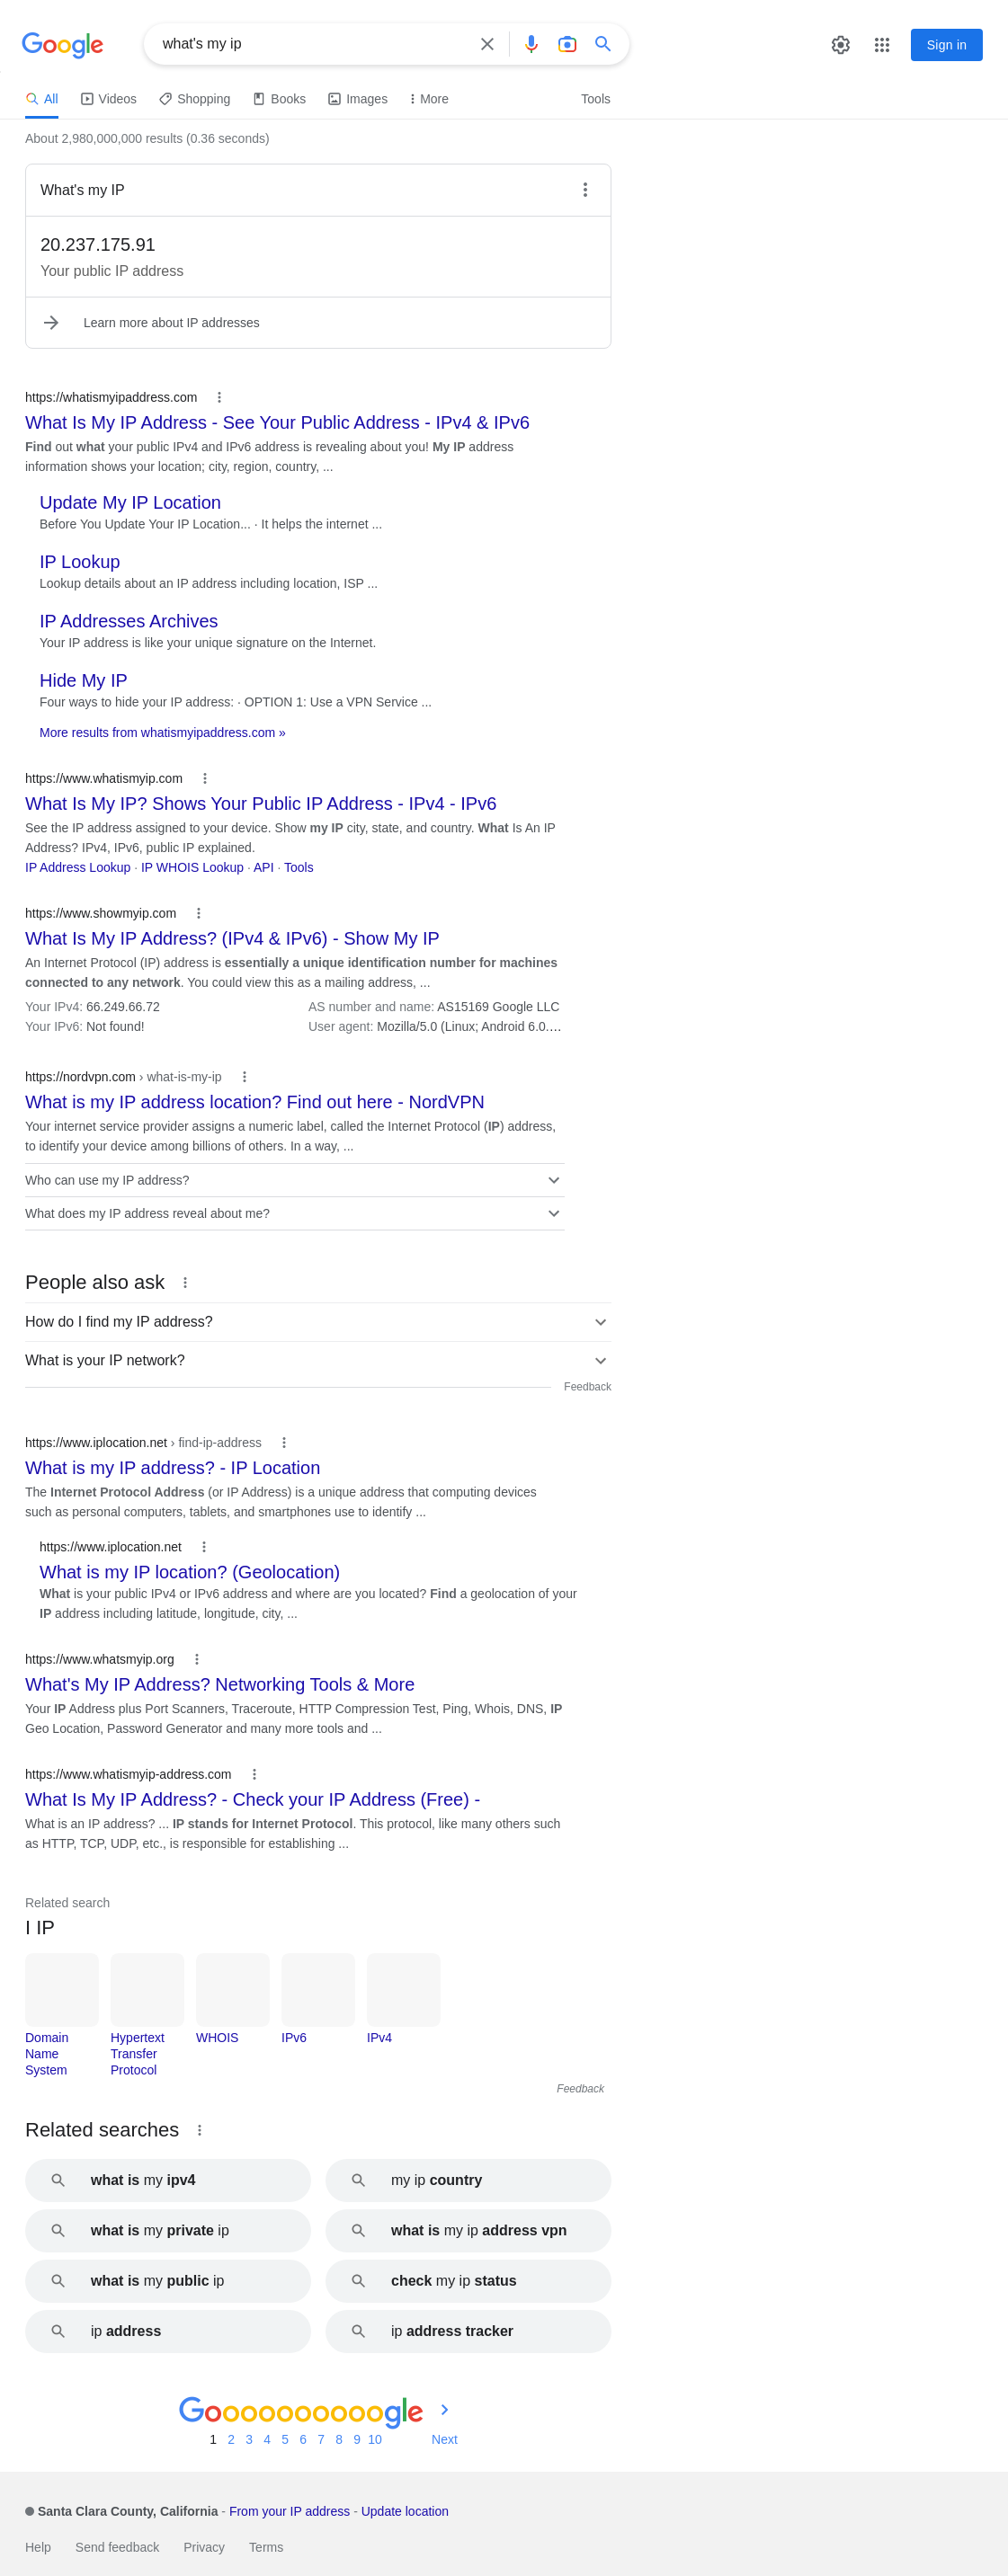 Google
what's my ip
Sign in
All Videos Shopping Books Images More Tools
About 2,980,000,000 results (0.36 seconds)
What's my IP
20.237.175.91
Your public IP address
Learn more about IP addresses
https://whatismyipaddress.com
What Is My IP Address - See Your Public Address - IPv4 & IPv6
Find out what your public IPv4 and IPv6 address is revealing about you! My IP address
information shows your location; city, region, country, ...
Update My IP Location
Before You Update Your IP Location... · It helps the internet ...
IP Lookup
Lookup details about an IP address including location, ISP ...
IP Addresses Archives
Your IP address is like your unique signature on the Internet.
Hide My IP
Four ways to hide your IP address: · OPTION 1: Use a VPN Service ...
More results from whatismyipaddress.com »
https://www.whatismyip.com
What Is My IP? Shows Your Public IP Address - IPv4 - IPv6
See the IP address assigned to your device. Show my IP city, state, and country. What Is An IP
Address? IPv4, IPv6, public IP explained.
IP Address Lookup · IP WHOIS Lookup · API · Tools
https://www.showmyip.com
What Is My IP Address? (IPv4 & IPv6) - Show My IP
An Internet Protocol (IP) address is essentially a unique identification number for machines
connected to any network. You could view this as a mailing address, ...
Your IPv4: 66.249.66.72 AS number and name: AS15169 Google LLC
Your IPv6: Not found! User agent: Mozilla/5.0 (Linux; Android 6.0....
https://nordvpn.com › what-is-my-ip
What is my IP address location? Find out here - NordVPN
Your internet service provider assigns a numeric label, called the Internet Protocol (IP) address,
to identify your device among billions of others. In a way, ...
Who can use my IP address?
What does my IP address reveal about me?
People also ask
How do I find my IP address?
What is your IP network?
Feedback
https://www.iplocation.net › find-ip-address
What is my IP address? - IP Location
The Internet Protocol Address (or IP Address) is a unique address that computing devices
such as personal computers, tablets, and smartphones use to identify ...
https://www.iplocation.net
What is my IP location? (Geolocation)
What is your public IPv4 or IPv6 address and where are you located? Find a geolocation of your
IP address including latitude, longitude, city, ...
https://www.whatsmyip.org
What's My IP Address? Networking Tools & More
Your IP Address plus Port Scanners, Traceroute, HTTP Compression Test, Ping, Whois, DNS, IP
Geo Location, Password Generator and many more tools and ...
https://www.whatismyip-address.com
What Is My IP Address? - Check your IP Address (Free) -
What is an IP address? ... IP stands for Internet Protocol. This protocol, like many others such
as HTTP, TCP, UDP, etc., is responsible for establishing ...
Related search
I IP
Domain Name System
Hypertext Transfer Protocol
WHOIS
IPv6
IPv4
Feedback
Related searches
what is my ipv4
my ip country
what is my private ip
what is my ip address vpn
what is my public ip
check my ip status
ip address
ip address tracker
Goooooooooogle
1 2 3 4 5 6 7 8 9 10 Next
Santa Clara County, California - From your IP address - Update location
Help Send feedback Privacy Terms